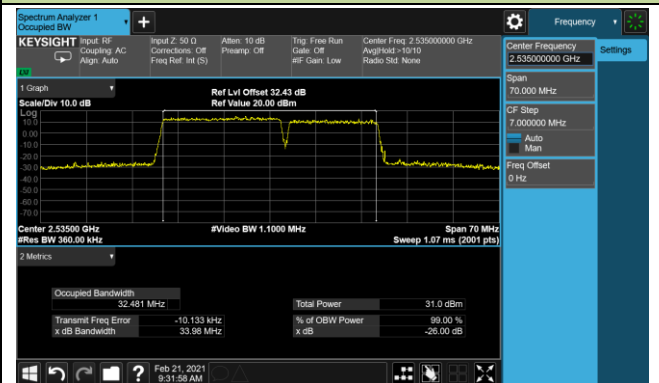 Spectrum Analyzer 1
Occupied BW
Frequency
KEYSIGHT
Input: RF
Coupling: AC
Align: Auto
Input Z: 50 Ω
Corrections: Off
Freq Ref: Int (S)
Atten: 10 dB
Preamp: Off
Trig: Free Run
Gate: Off
#IF Gain: Low
Center Freq: 2.535000000 GHz
Avg|Hold:>10/10
Radio Std: None
Center Frequency
2.535000000 GHz
Settings
Span
70.000 MHz
CF Step
7.000000 MHz
Auto
Man
Freq Offset
0 Hz
1 Graph
Scale/Div 10.0 dB
Ref Lvl Offset 32.43 dB
Ref Value 20.00 dBm
Log
10.0
0.00
-10.0
-20.0
-30.0
-40.0
-50.0
-60.0
-70.0
Center 2.53500 GHz
#Res BW 360.00 kHz
#Video BW 1.1000 MHz
Span 70 MHz
Sweep 1.07 ms (2001 pts)
2 Metrics
Occupied Bandwidth
32.481 MHz
Total Power 31.0 dBm
Transmit Freq Error -10.133 kHz
% of OBW Power 99.00 %
x dB Bandwidth 33.98 MHz
x dB -26.00 dB
Feb 21, 2021
9:31:58 AM